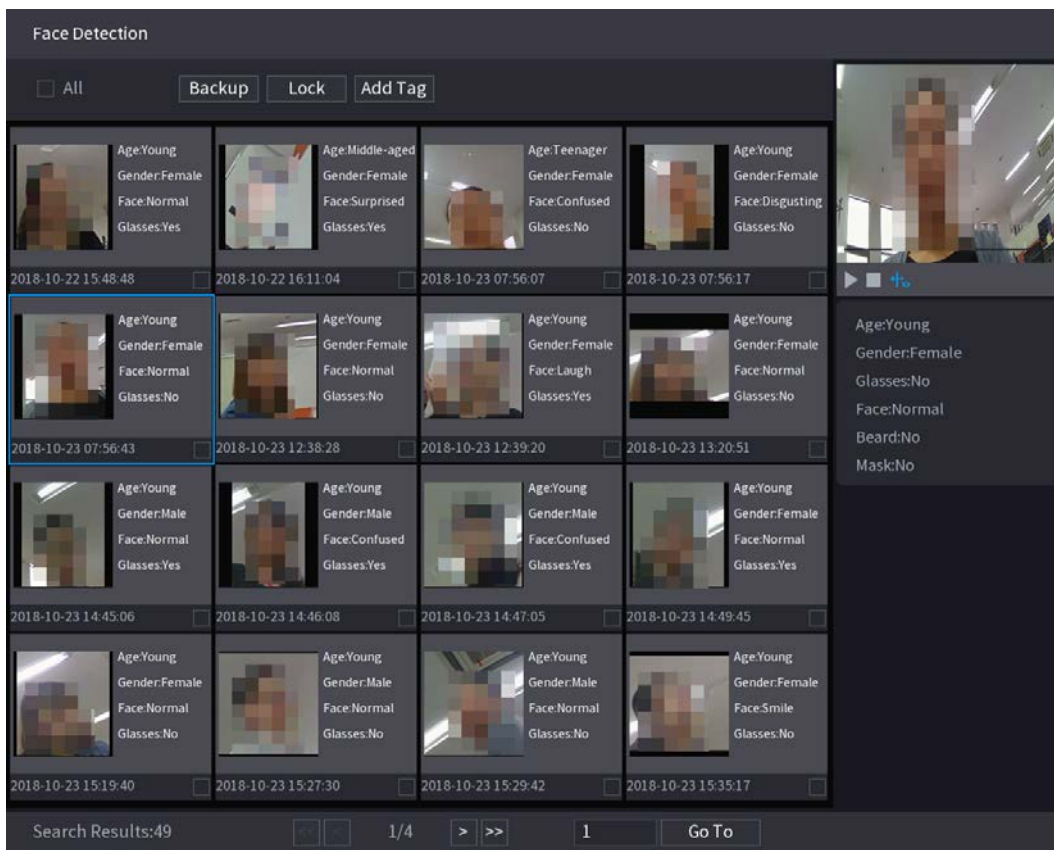 Face Detection
All
Backup Lock Add Tag
Age:Young
Gender:Female
Face:Normal
Glasses:Yes
2018-10-22 15:48:48
Age:Middle-aged
Gender:Female
Face:Surprised
Glasses:Yes
2018-10-22 16:11:04
Age:Teenager
Gender:Female
Face:Confused
Glasses:No
2018-10-23 07:56:07
Age:Young
Gender:Female
Face:Disgusting
Glasses:No
2018-10-23 07:56:17
Age:Young
Gender:Female
Face:Normal
Glasses:No
2018-10-23 07:56:43
Age:Young
Gender:Female
Face:Normal
Glasses:No
2018-10-23 12:38:28
Age:Young
Gender:Female
Face:Laugh
Glasses:Yes
2018-10-23 12:39:20
Age:Young
Gender:Female
Face:Normal
Glasses:No
2018-10-23 13:20:51
Age:Young
Gender:Male
Face:Normal
Glasses:Yes
2018-10-23 14:45:06
Age:Young
Gender:Male
Face:Confused
Glasses:Yes
2018-10-23 14:46:08
Age:Young
Gender:Male
Face:Confused
Glasses:Yes
2018-10-23 14:47:05
Age:Young
Gender:Female
Face:Normal
Glasses:Yes
2018-10-23 14:49:45
Age:Young
Gender:Female
Face:Normal
Glasses:No
2018-10-23 15:19:40
Age:Young
Gender:Male
Face:Normal
Glasses:No
2018-10-23 15:27:30
Age:Young
Gender:Male
Face:Normal
Glasses:No
2018-10-23 15:29:42
Age:Young
Gender:Female
Face:Smile
Glasses:No
2018-10-23 15:35:17
Age:Young
Gender:Female
Glasses:No
Face:Normal
Beard:No
Mask:No
Search Results:49 << < 1/4 > >> 1 Go To